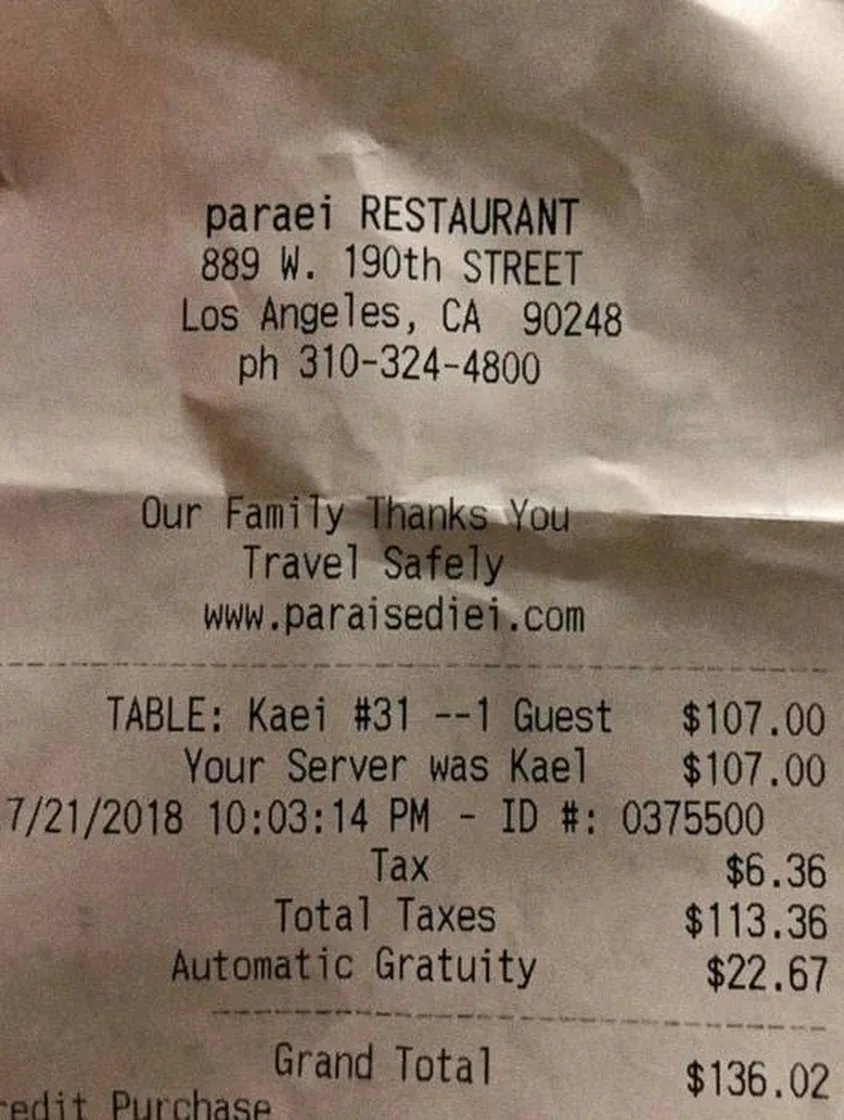 paraei RESTAURANT
889 W. 190th STREET
Los Angeles, CA 90248
ph 310-324-4800
Our Family Thanks You
Travel Safely
www.paraisediei.com
TABLE: Kaei #31 --1 Guest $107.00
Your Server was Kael $107.00
7/21/2018 10:03:14 PM - ID #: 0375500
Tax $6.36
Total Taxes $113.36
Automatic Gratuity $22.67
Grand Total $136.02
redit Purchase